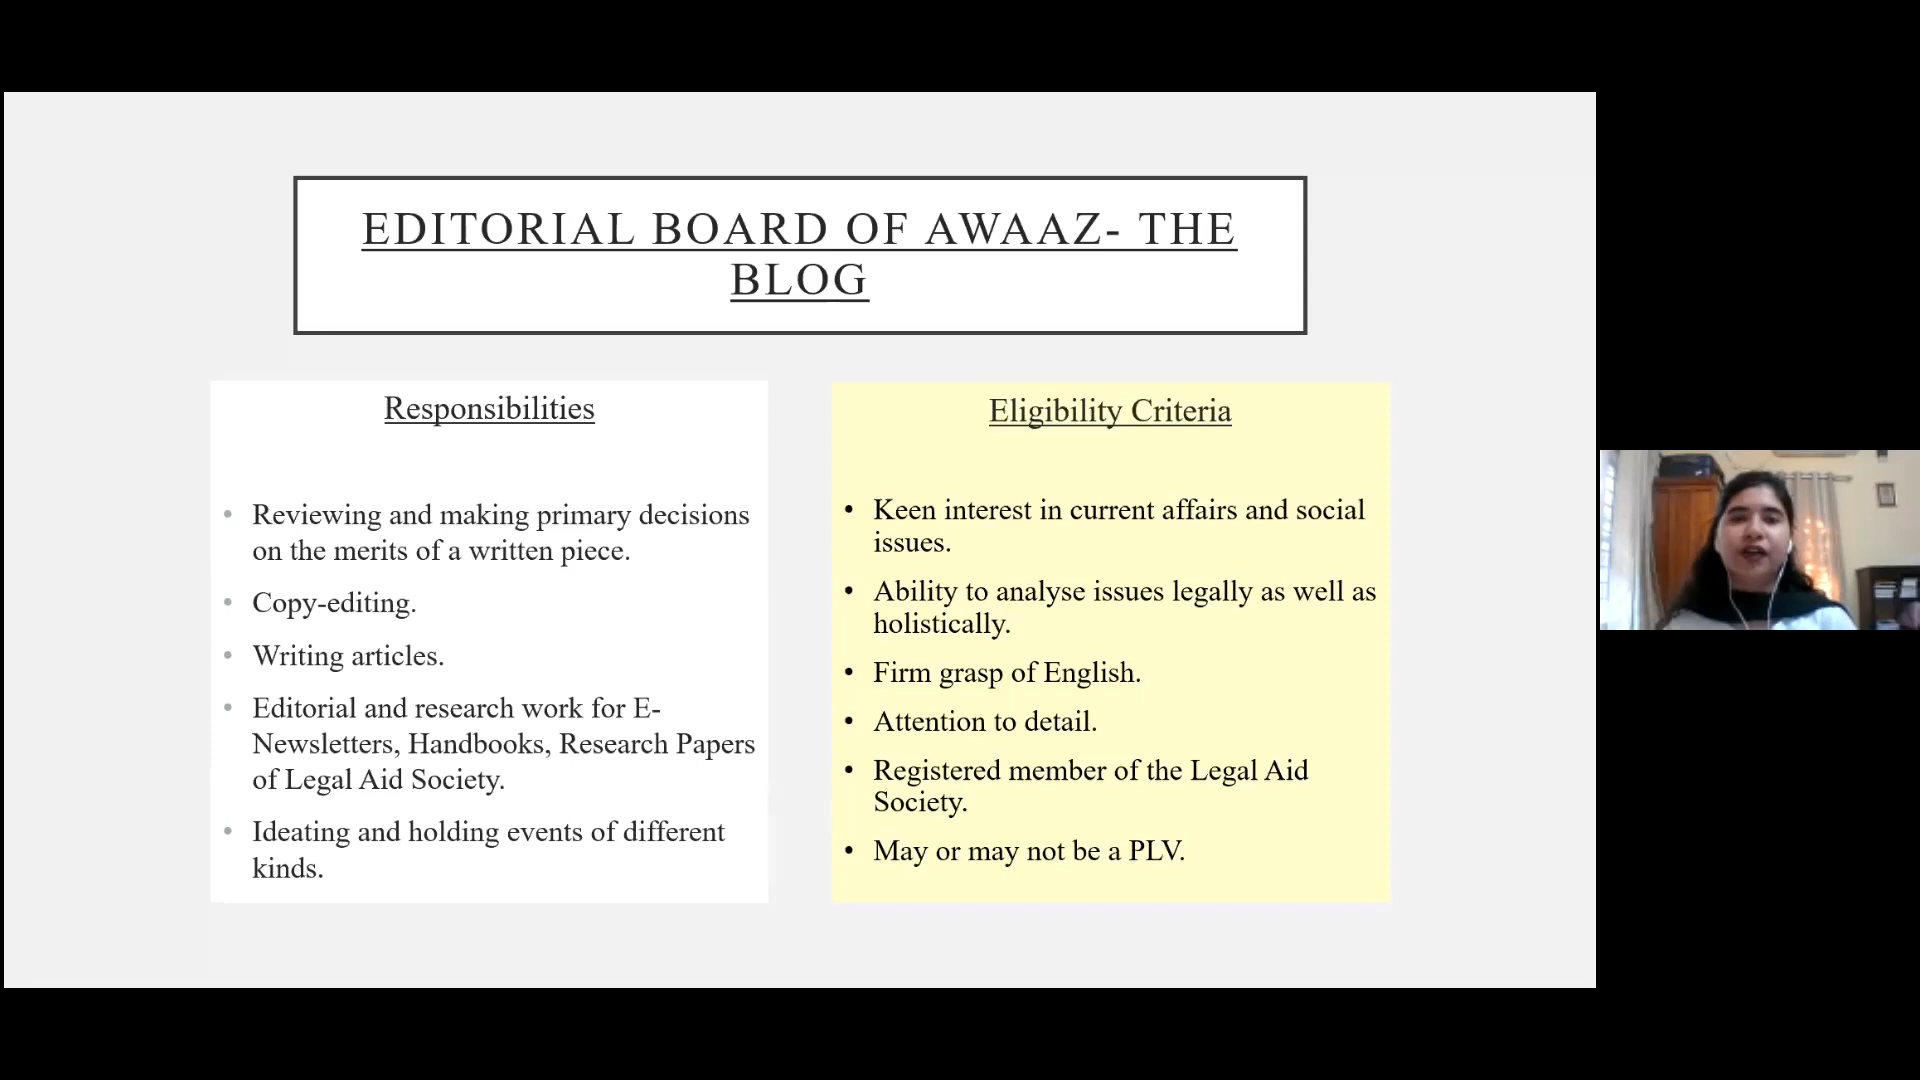 EDITORIAL BOARD OF AWAAZ- THE
BLOG
Responsibilities
• Reviewing and making primary decisions
on the merits of a written piece.
• Copy-editing.
• Writing articles.
• Editorial and research work for E-
Newsletters, Handbooks, Research Papers
of Legal Aid Society.
• Ideating and holding events of different
kinds.
Eligibility Criteria
• Keen interest in current affairs and social
issues.
• Ability to analyse issues legally as well as
holistically.
• Firm grasp of English.
• Attention to detail.
• Registered member of the Legal Aid
Society.
• May or may not be a PLV.